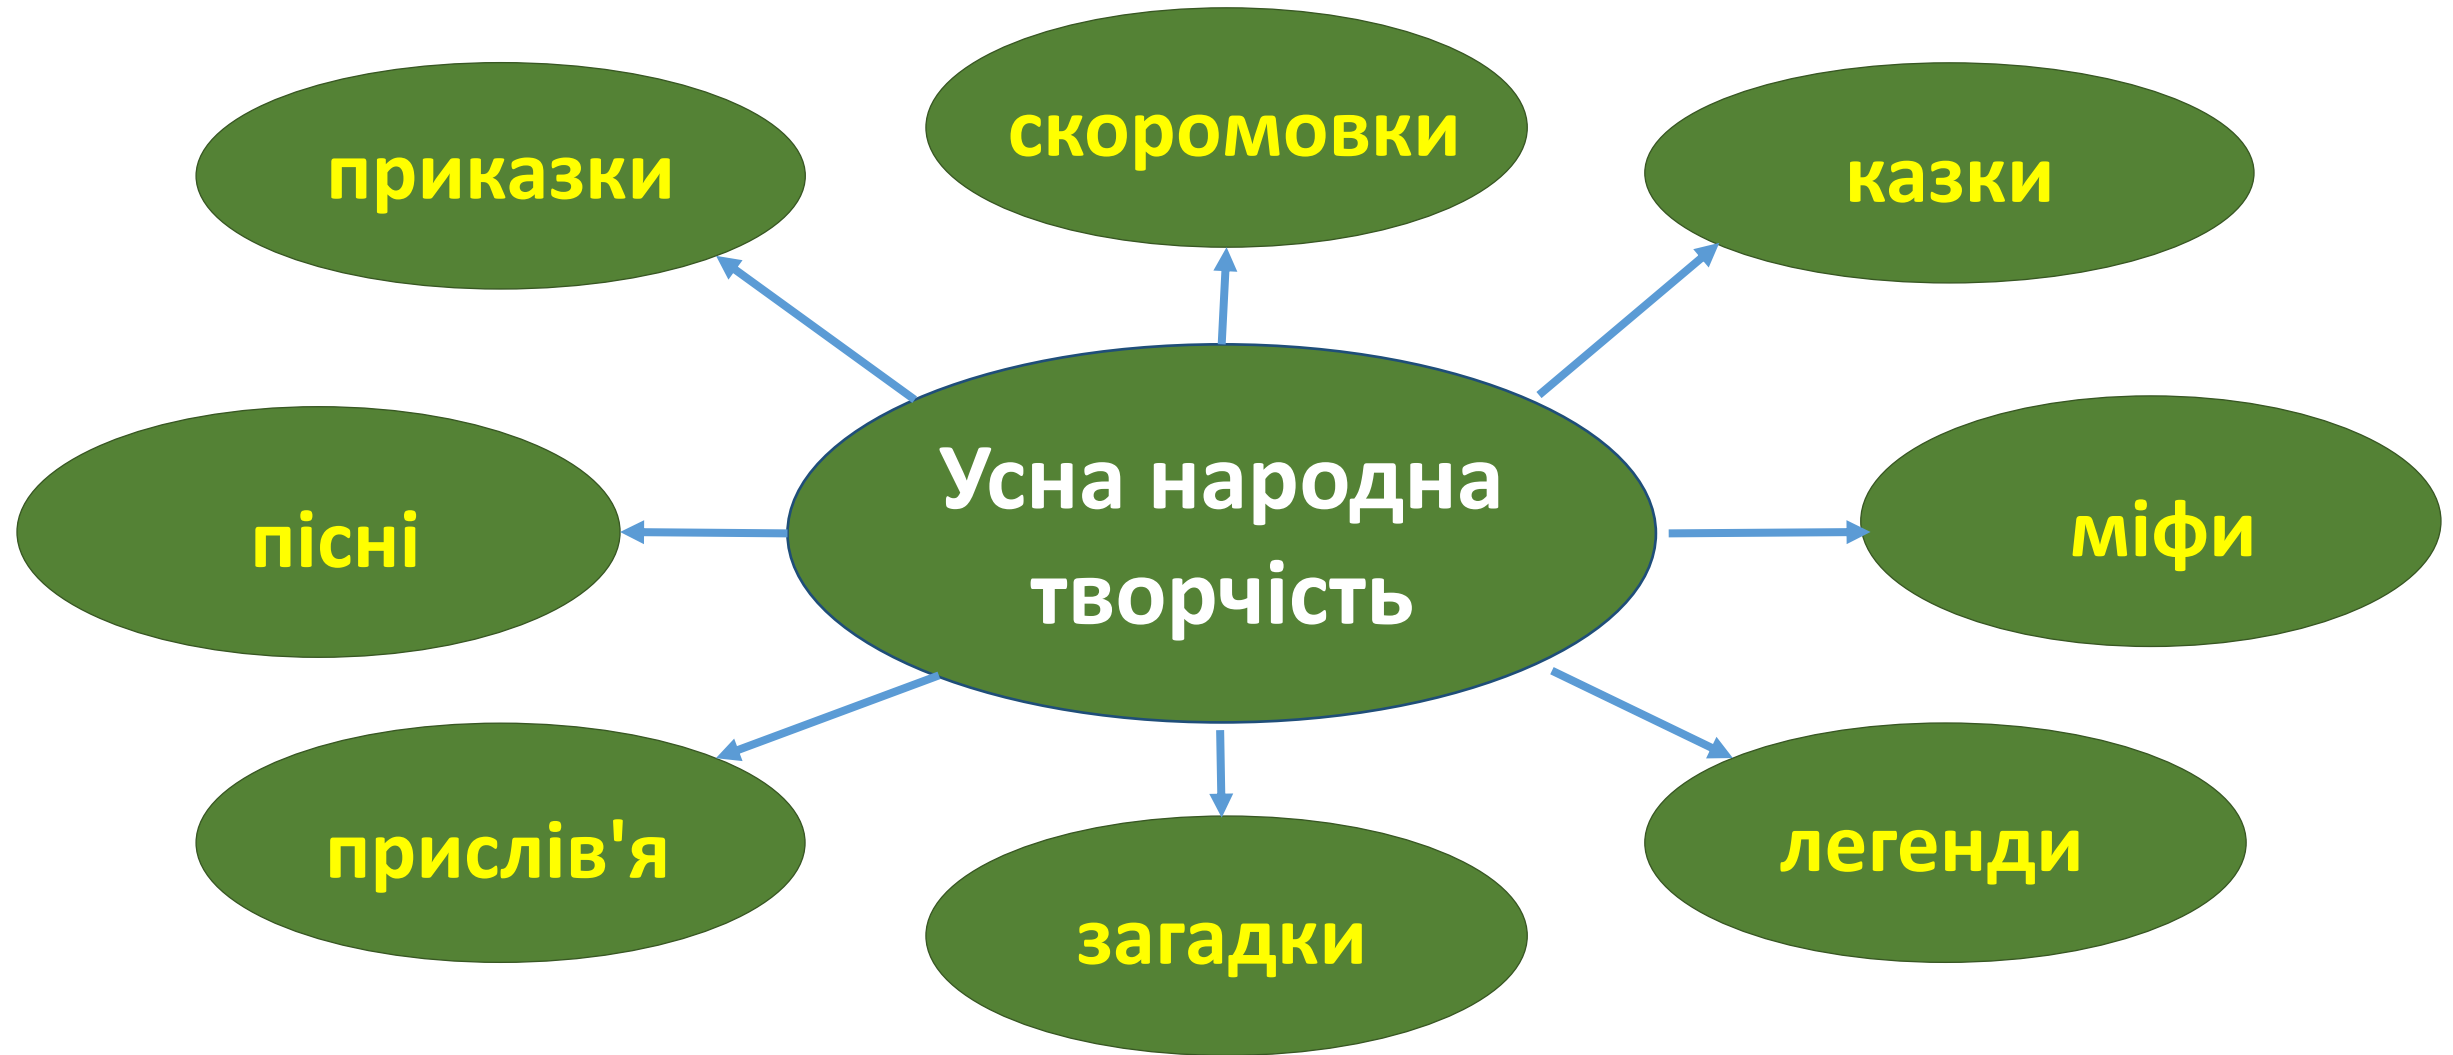 скоромовки
приказки
казки
Усна народна
творчість
пісні
міфи
прислів'я
легенди
загадки